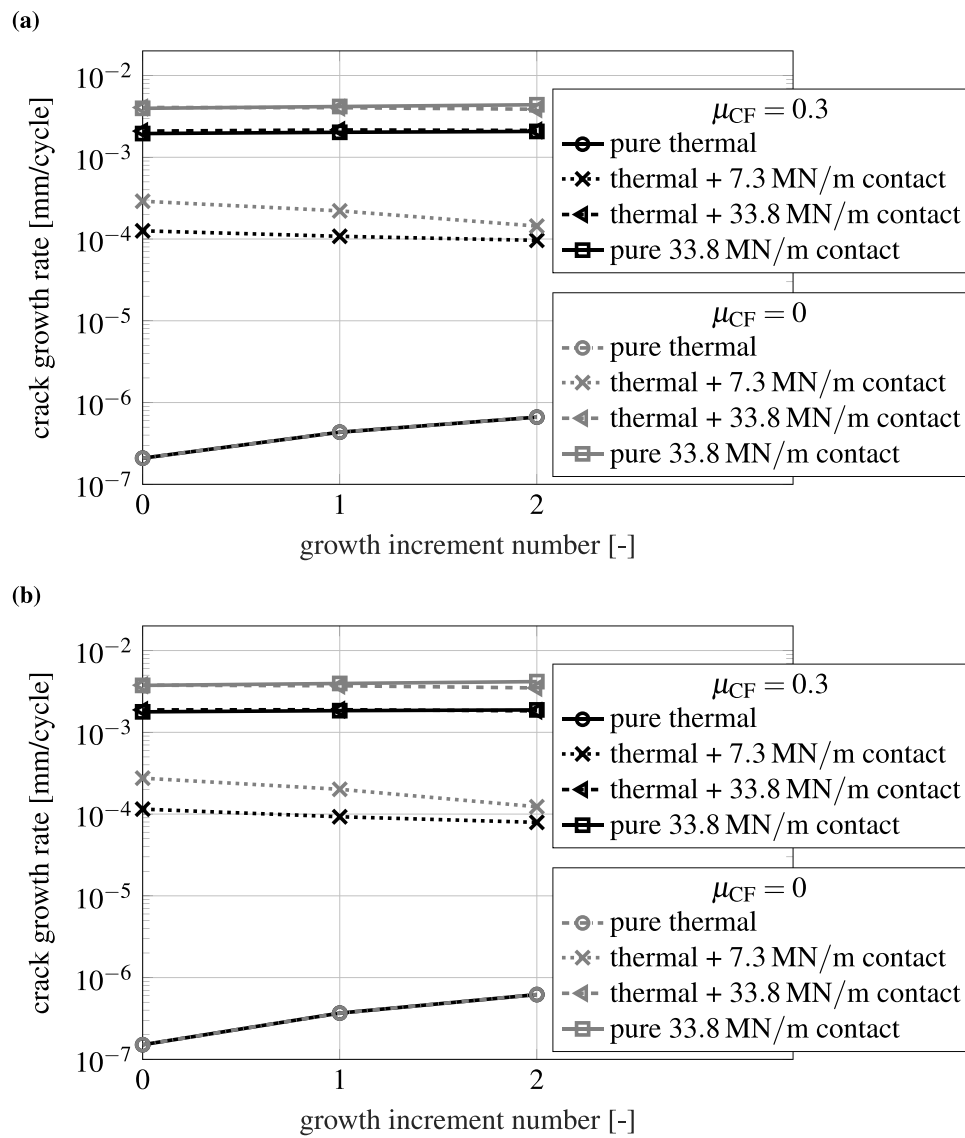 (a)
10⁻²
10⁻³
10⁻⁴
10⁻⁵
10⁻⁶
10⁻⁷
crack growth rate [mm/cycle]
0 1 2
growth increment number [-]
μCF = 0.3
pure thermal
thermal + 7.3 MN/m contact
thermal + 33.8 MN/m contact
pure 33.8 MN/m contact
μCF = 0
pure thermal
thermal + 7.3 MN/m contact
thermal + 33.8 MN/m contact
pure 33.8 MN/m contact
(b)
10⁻²
10⁻³
10⁻⁴
10⁻⁵
10⁻⁶
10⁻⁷
crack growth rate [mm/cycle]
0 1 2
growth increment number [-]
μCF = 0.3
pure thermal
thermal + 7.3 MN/m contact
thermal + 33.8 MN/m contact
pure 33.8 MN/m contact
μCF = 0
pure thermal
thermal + 7.3 MN/m contact
thermal + 33.8 MN/m contact
pure 33.8 MN/m contact